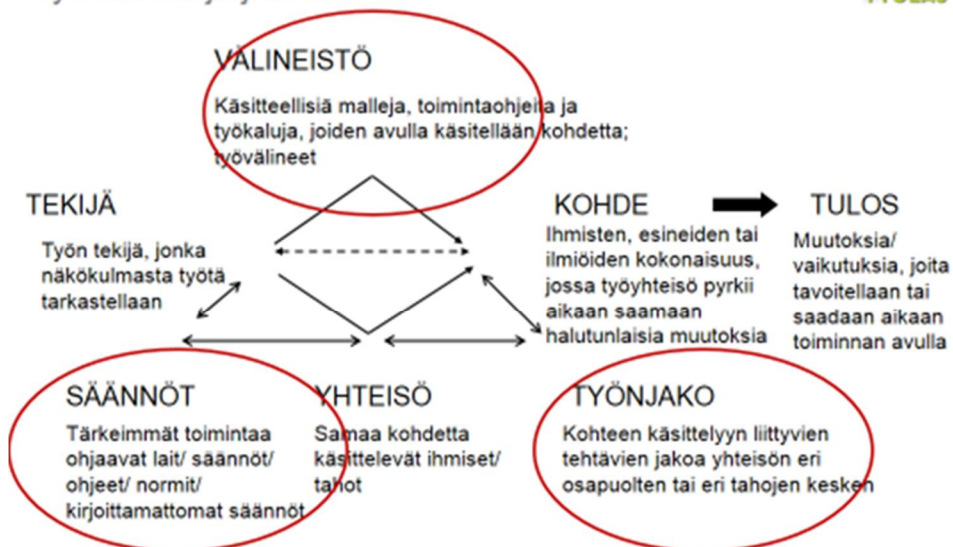 VÄLINEISTÖ
Käsitteellisiä malleja, toimintaohjeita ja
työkaluja, joiden avulla käsitellään kohdetta;
työvälineet
TEKIJÄ
Työn tekijä, jonka
näkökulmasta työtä
tarkastellaan
KOHDE
Ihmisten, esineiden tai
ilmiöiden kokonaisuus,
jossa työyhteisö pyrkii
aikaan saamaan
halutunlaisia muutoksia
TULOS
Muutoksia/
vaikutuksia, joita
tavoitellaan tai
saadaan aikaan
toiminnan avulla
SÄÄNNÖT
Tärkeimmät toimintaa
ohjaavat lait/ säännöt/
ohjeet/ normit/
kirjoittamattomat säännöt
YHTEISÖ
Samaa kohdetta
käsittelevät ihmiset/
tahot
TYÖNJAKO
Kohteen käsittelyyn liittyvien
tehtävien jakoa yhteisön eri
osapuolten tai eri tahojen kesken